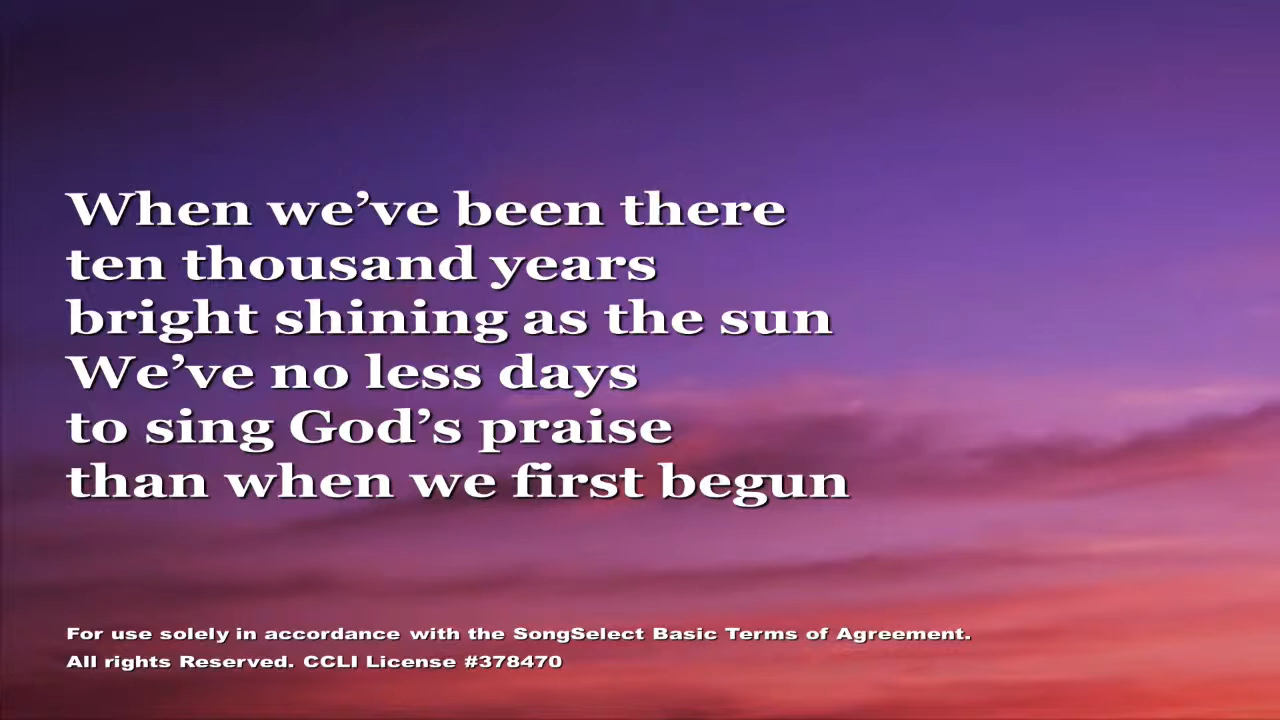 When we’ve been there
ten thousand years
bright shining as the sun
We’ve no less days
to sing God’s praise
than when we first begun
For use solely in accordance with the SongSelect Basic Terms of Agreement.
All rights Reserved. CCLI License #378470